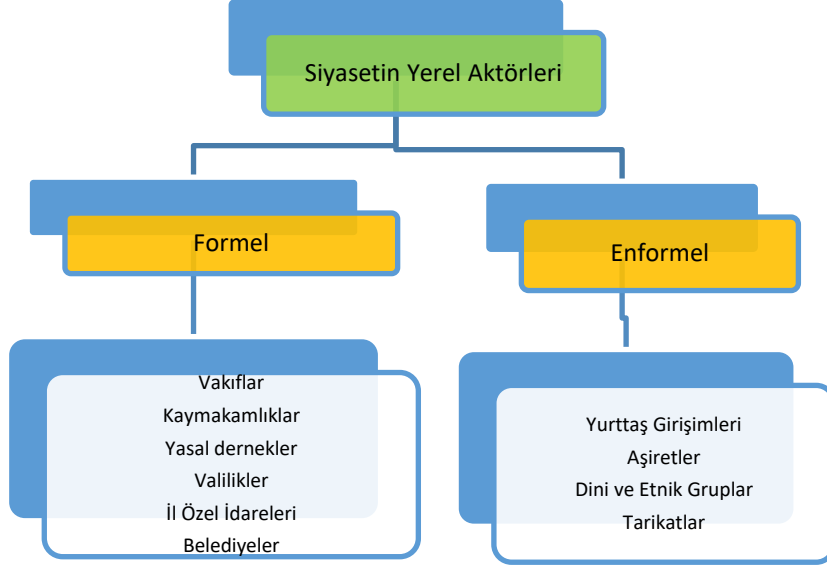 Siyasetin Yerel Aktörleri
Formel
Enformel
Vakıflar
Kaymakamlıklar
Yasal dernekler
Valilikler
İl Özel İdareleri
Belediyeler
Yurttaş Girişimleri
Aşiretler
Dini ve Etnik Gruplar
Tarikatlar